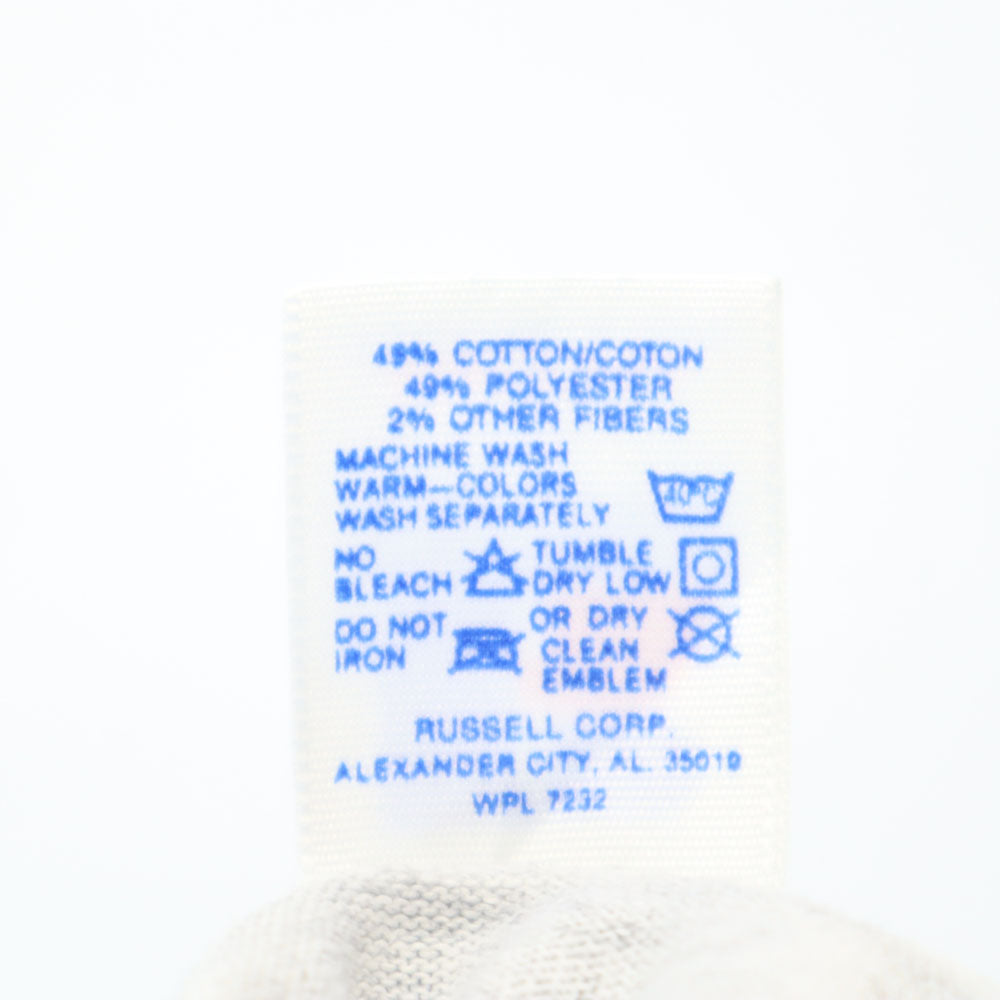 49% COTTON/COTON
49% POLYESTER
2% OTHER FIBERS
MACHINE WASH
WARM—COLORS
WASH SEPARATELY
40°C
NO
BLEACH
TUMBLE
DRY LOW
DO NOT
IRON
OR DRY
CLEAN
EMBLEM
RUSSELL CORP.
ALEXANDER CITY, AL. 35010
WPL 7232